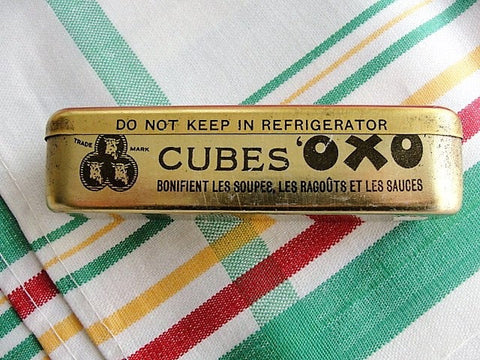 DO NOT KEEP IN REFRIGERATOR
TRADE MARK
CUBES 'OXO
BONIFIENT LES SOUPES, LES RAGOÛTS ET LES SAUCES